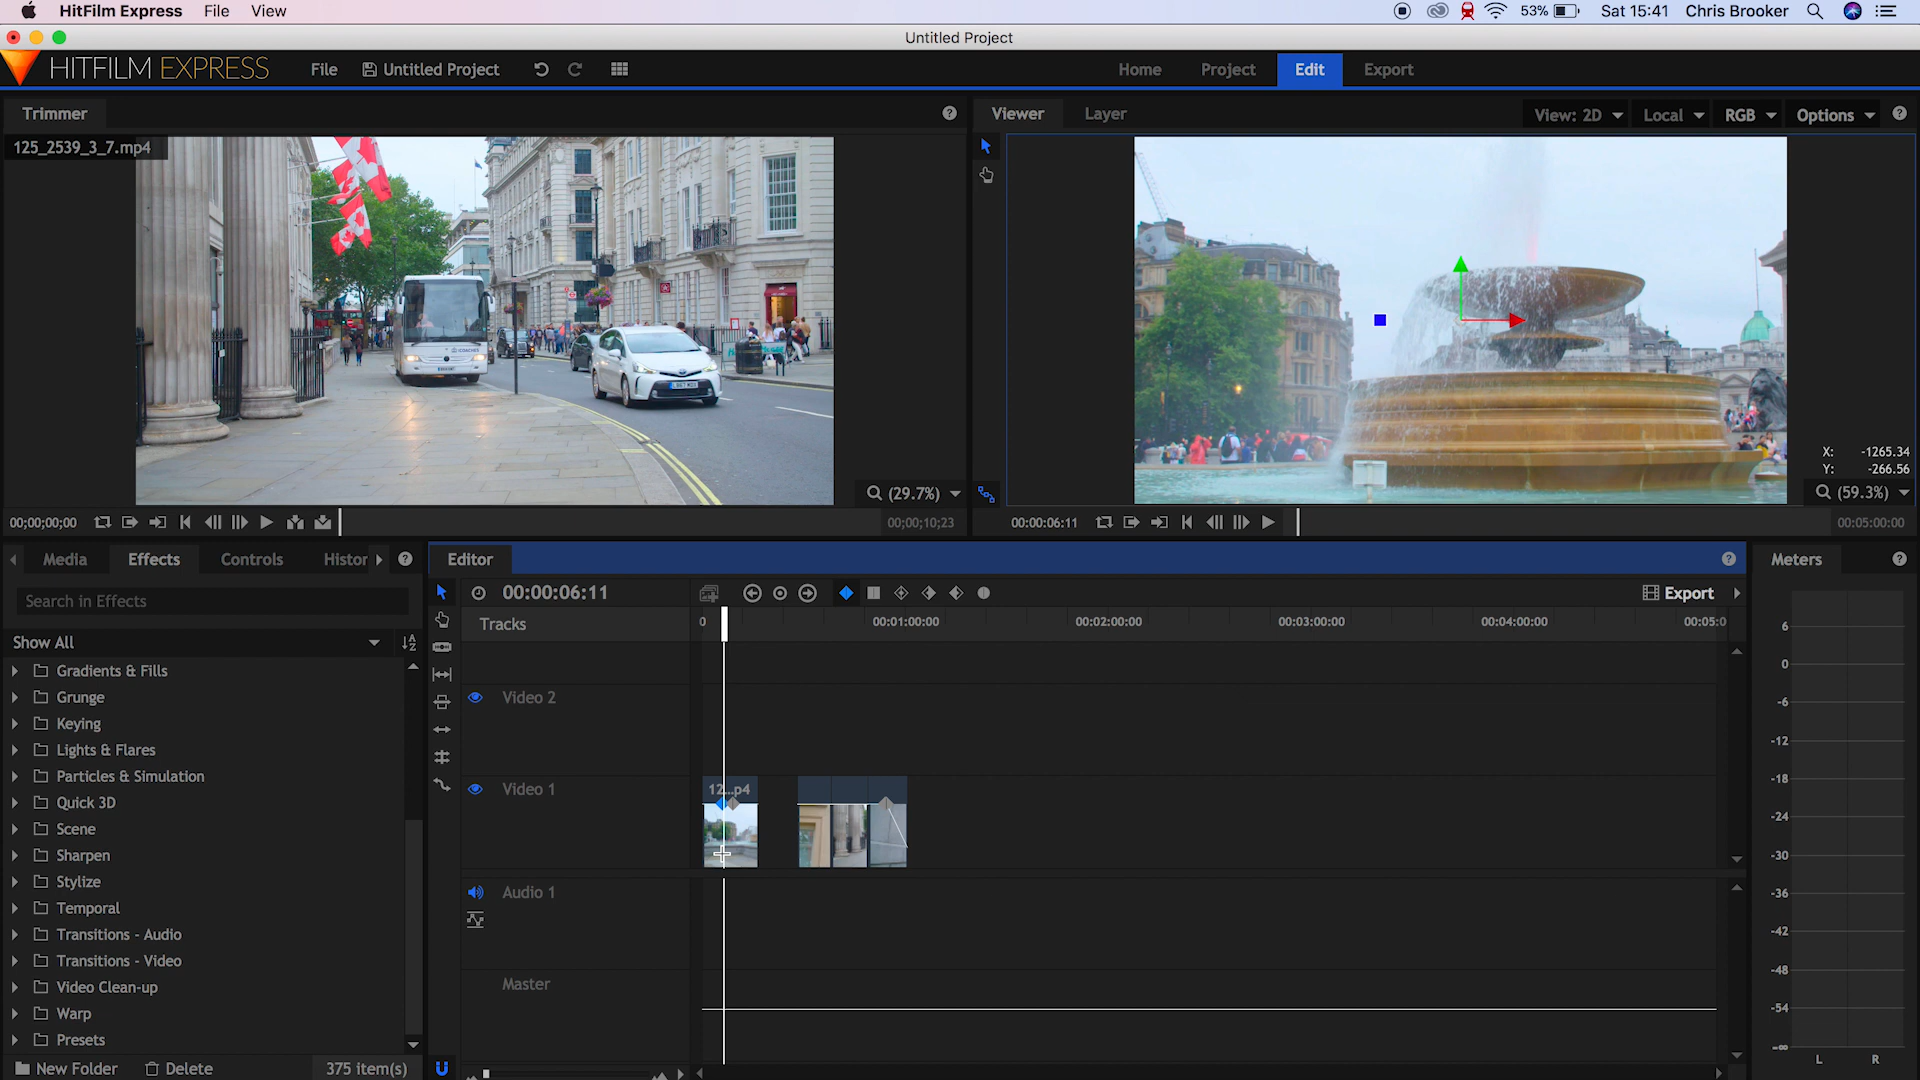 HitFilm Express File View 53% Sat 15:41 Chris Brooker
Untitled Project
HITFILM EXPRESS File Untitled Project Home Project Edit Export
Trimmer
125_2539_3_7.mp4
(29.7%)
00;00;00;00 00;00;10;23
Viewer Layer View: 2D Local RGB Options
X: -1265.34
Y: -266.56
(59.3%)
00:00:06:11 00:05:00:00
Media Effects Controls Histor
Search in Effects
Show All
Gradients & Fills
Grunge
Keying
Lights & Flares
Particles & Simulation
Quick 3D
Scene
Sharpen
Stylize
Temporal
Transitions - Audio
Transitions - Video
Video Clean-up
Warp
Presets
New Folder Delete 375 item(s)
Editor
00:00:06:11 Export
Tracks 0 00:01:00:00 00:02:00:00 00:03:00:00 00:04:00:00 00:05:0
Video 2
Video 1 12...p4
Audio 1
Master
Meters
6
0
-6
-12
-18
-24
-30
-36
-42
-48
-54
-∞
L R